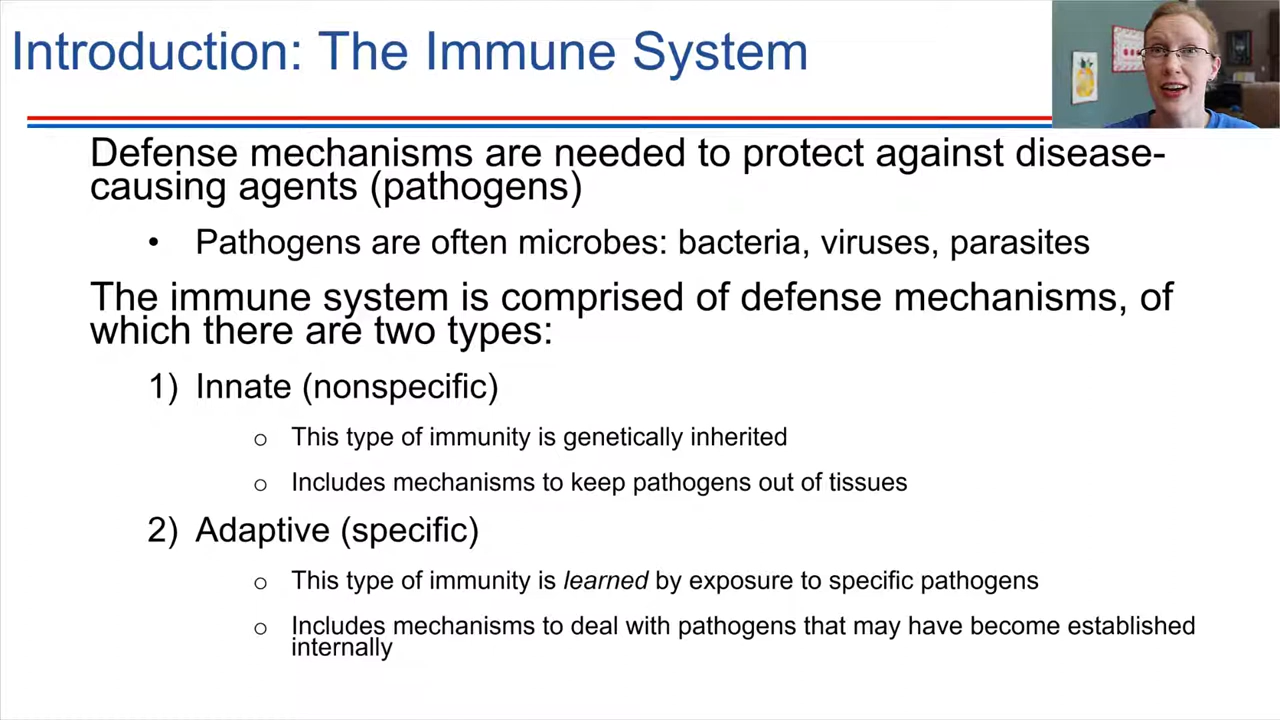 Introduction: The Immune System
Defense mechanisms are needed to protect against disease-
causing agents (pathogens)
• Pathogens are often microbes: bacteria, viruses, parasites
The immune system is comprised of defense mechanisms, of
which there are two types:
1) Innate (nonspecific)
o This type of immunity is genetically inherited
o Includes mechanisms to keep pathogens out of tissues
2) Adaptive (specific)
o This type of immunity is learned by exposure to specific pathogens
o Includes mechanisms to deal with pathogens that may have become established
internally